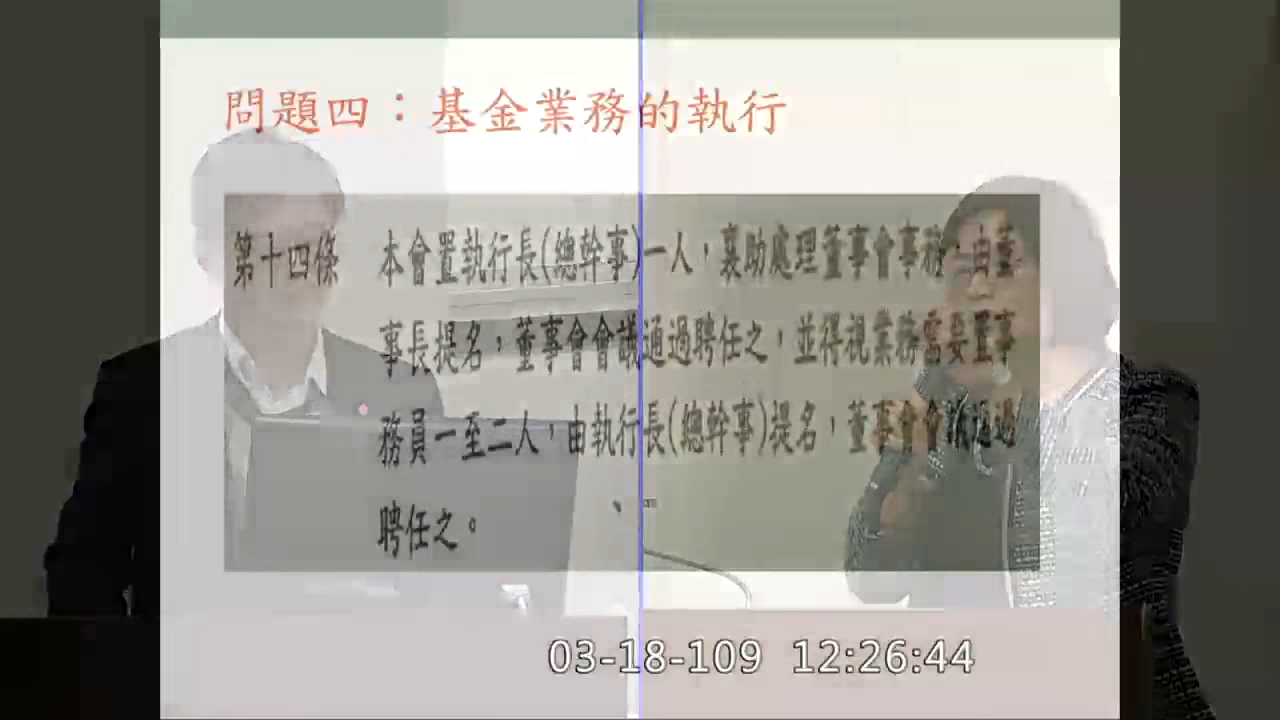 問題四：基金業務的執行
第十四條 本會置執行長(總幹事)一人，襄助處理董事會事務，由董
事長提名，董事會會議通過聘任之，並得視業務需要置事
務員一至二人，由執行長(總幹事)提名，董事會會議通過
聘任之。
03-18-109 12:26:44